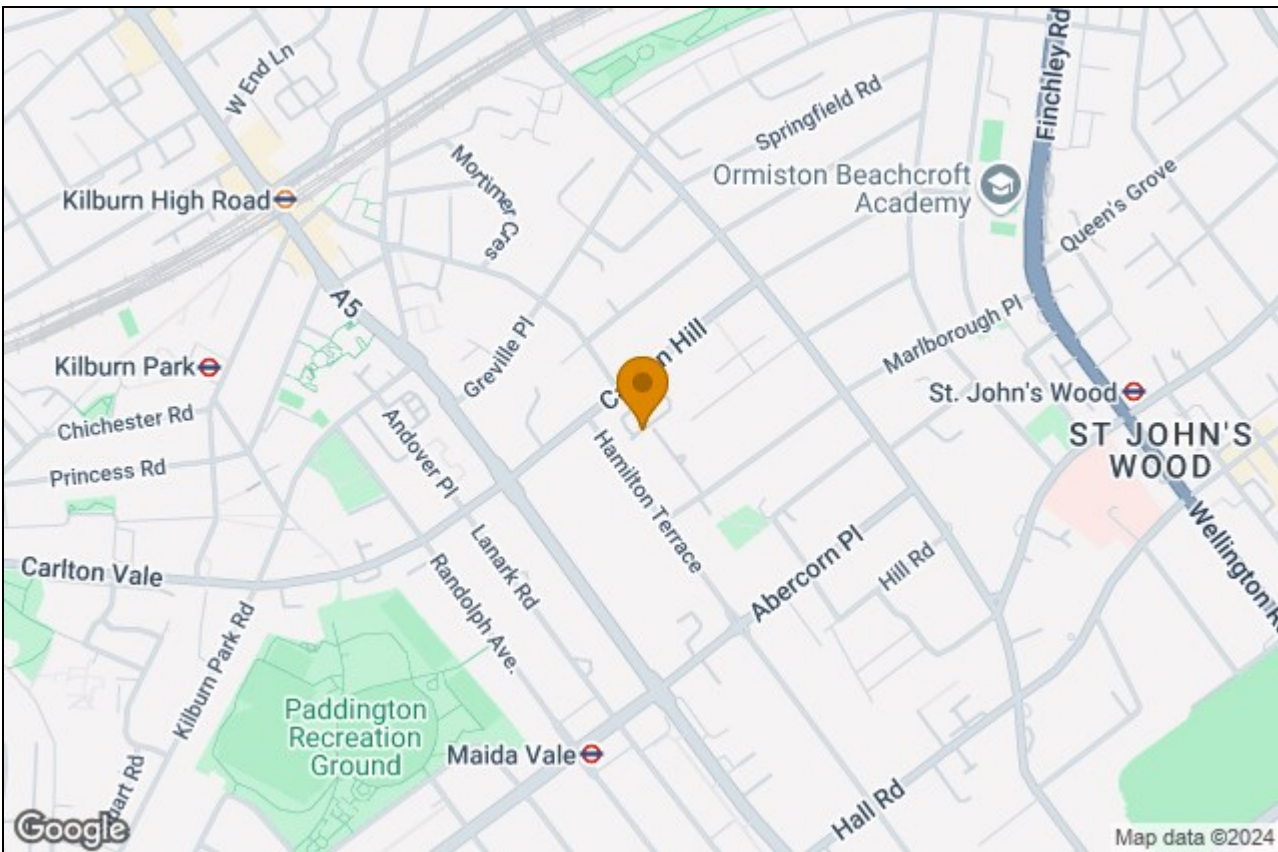 W End Ln
Finchley Rd
Springfield Rd
Mortimer
Cres
Ormiston Beachcroft
Academy
Kilburn High Road
Queen's Grove
A5
Greville Pl
Hill
Marlborough Pl
Kilburn Park
St. John's Wood
Chichester Rd
Andover Pl
ST JOHN'S
WOOD
Princess Rd
Hamilton Terrace
Wellington
Lanark Rd
Abercorn Pl
Hill Rd
Carlton Vale
Randolph Ave.
Kilburn Park Rd
Paddington
Recreation
Ground
Maida Vale
Hall Rd
Rd
Google
Map data ©2024